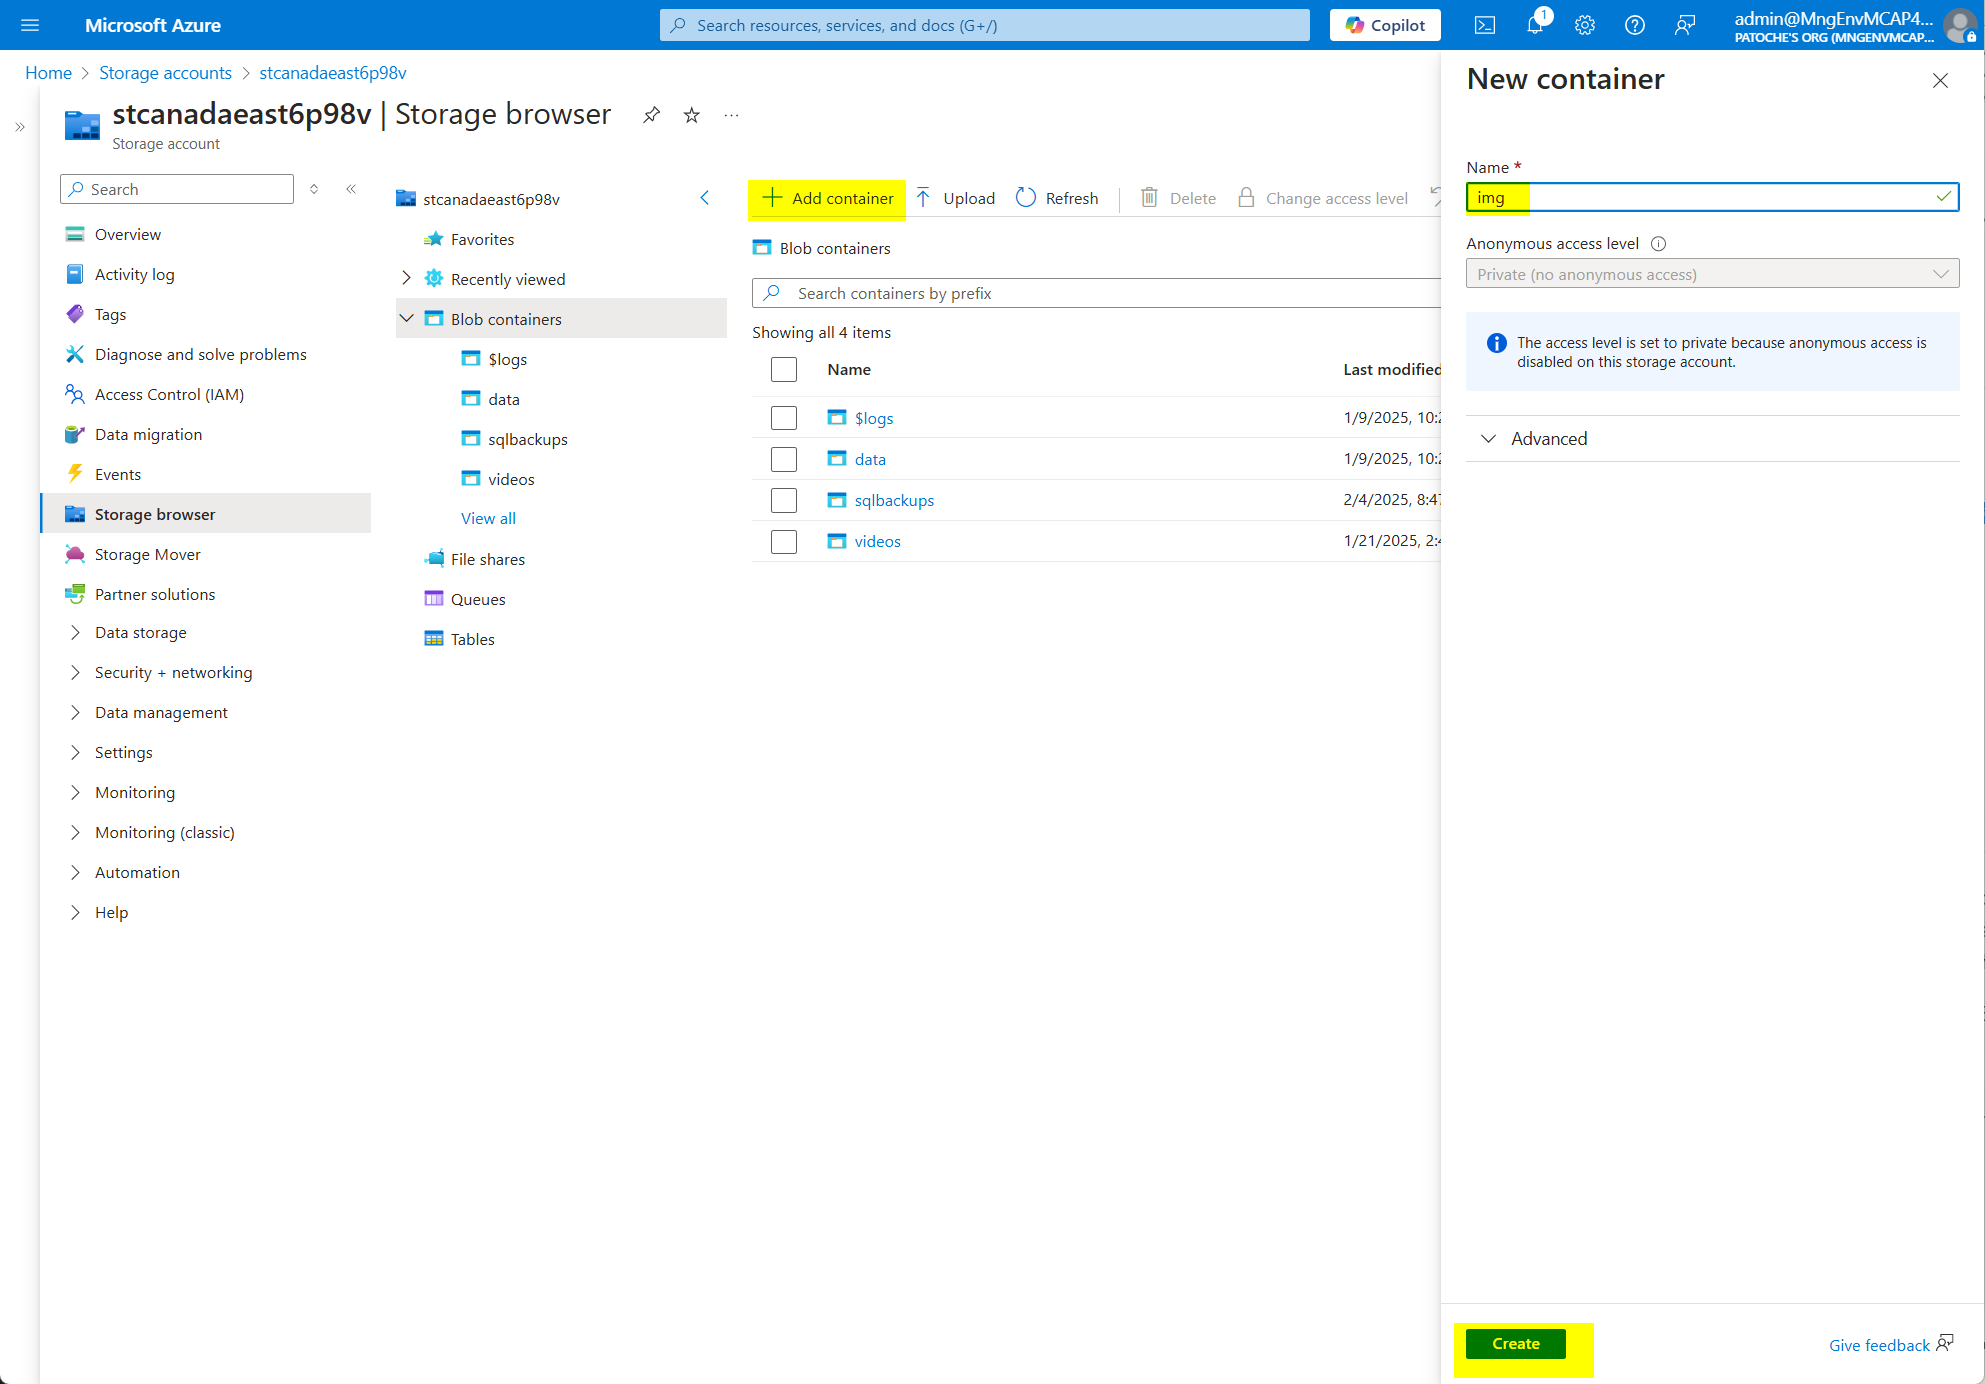 Microsoft Azure
Search resources, services, and docs (G+/)
Copilot
1
admin@MngEnvMCAP4...
PATOCHE'S ORG (MNGENVMCAP...
Home > Storage accounts > stcanadaeast6p98v
stcanadaeast6p98v | Storage browser
Storage account
Search
Overview
Activity log
Tags
Diagnose and solve problems
Access Control (IAM)
Data migration
Events
Storage browser
Storage Mover
Partner solutions
Data storage
Security + networking
Data management
Settings
Monitoring
Monitoring (classic)
Automation
Help
stcanadaeast6p98v
Favorites
Recently viewed
Blob containers
$logs
data
sqlbackups
videos
View all
File shares
Queues
Tables
Add container
Upload
Refresh
Delete
Change access level
Blob containers
Search containers by prefix
Showing all 4 items
Name Last modified
$logs 1/9/2025, 10:2
data 1/9/2025, 10:2
sqlbackups 2/4/2025, 8:47
videos 1/21/2025, 2:4
New container
Name *
img
Anonymous access level
Private (no anonymous access)
The access level is set to private because anonymous access is
disabled on this storage account.
Advanced
Create
Give feedback